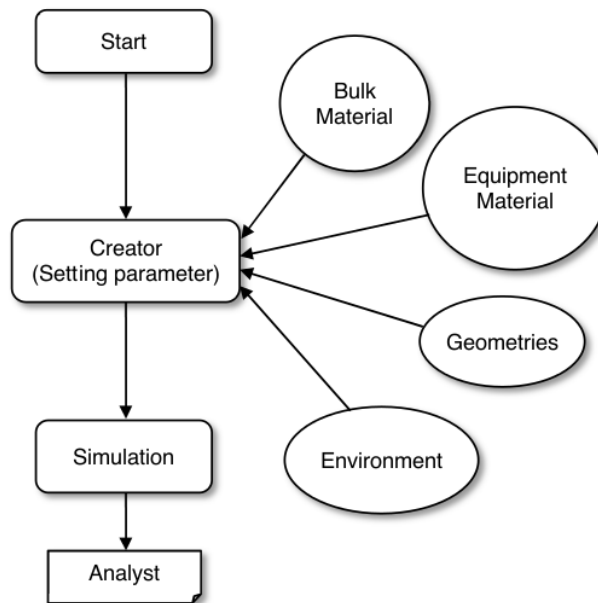 Start
Bulk
Material
Equipment
Material
Creator
(Setting parameter)
Geometries
Simulation
Environment
Analyst